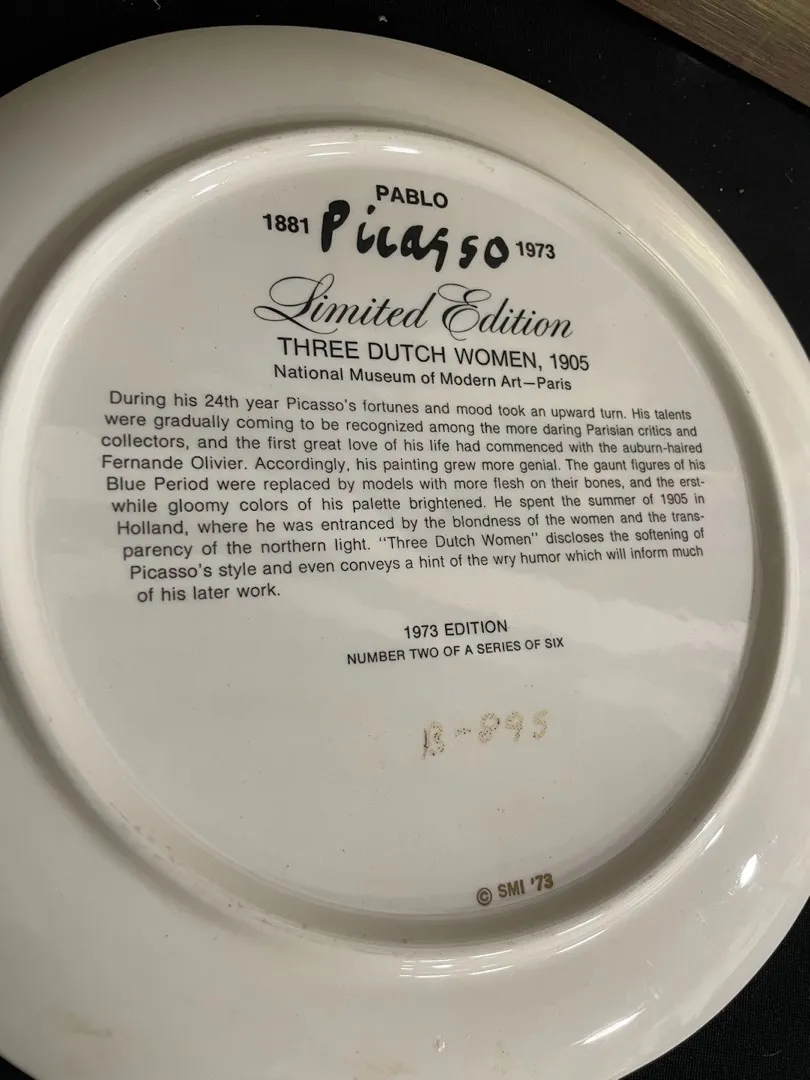 PABLO
1881 Picasso 1973
Limited Edition
THREE DUTCH WOMEN, 1905
National Museum of Modern Art—Paris
During his 24th year Picasso's fortunes and mood took an upward turn. His talents
were gradually coming to be recognized among the more daring Parisian critics and
collectors, and the first great love of his life had commenced with the auburn-haired
Fernande Olivier. Accordingly, his painting grew more genial. The gaunt figures of his
Blue Period were replaced by models with more flesh on their bones, and the erst-
while gloomy colors of his palette brightened. He spent the summer of 1905 in
Holland, where he was entranced by the blondness of the women and the trans-
parency of the northern light. "Three Dutch Women" discloses the softening of
Picasso's style and even conveys a hint of the wry humor which will inform much
of his later work.
1973 EDITION
NUMBER TWO OF A SERIES OF SIX
B-895
© SMI '73